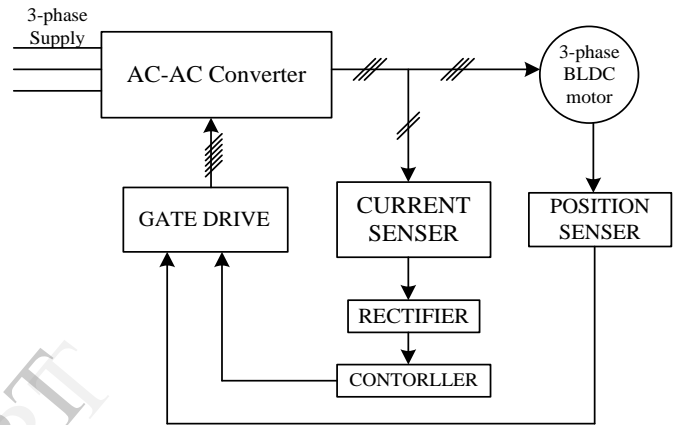 3-phase
Supply
AC-AC Converter
3-phase
BLDC
motor
GATE DRIVE
CURRENT
SENSER
POSITION
SENSER
RECTIFIER
CONTORLLER